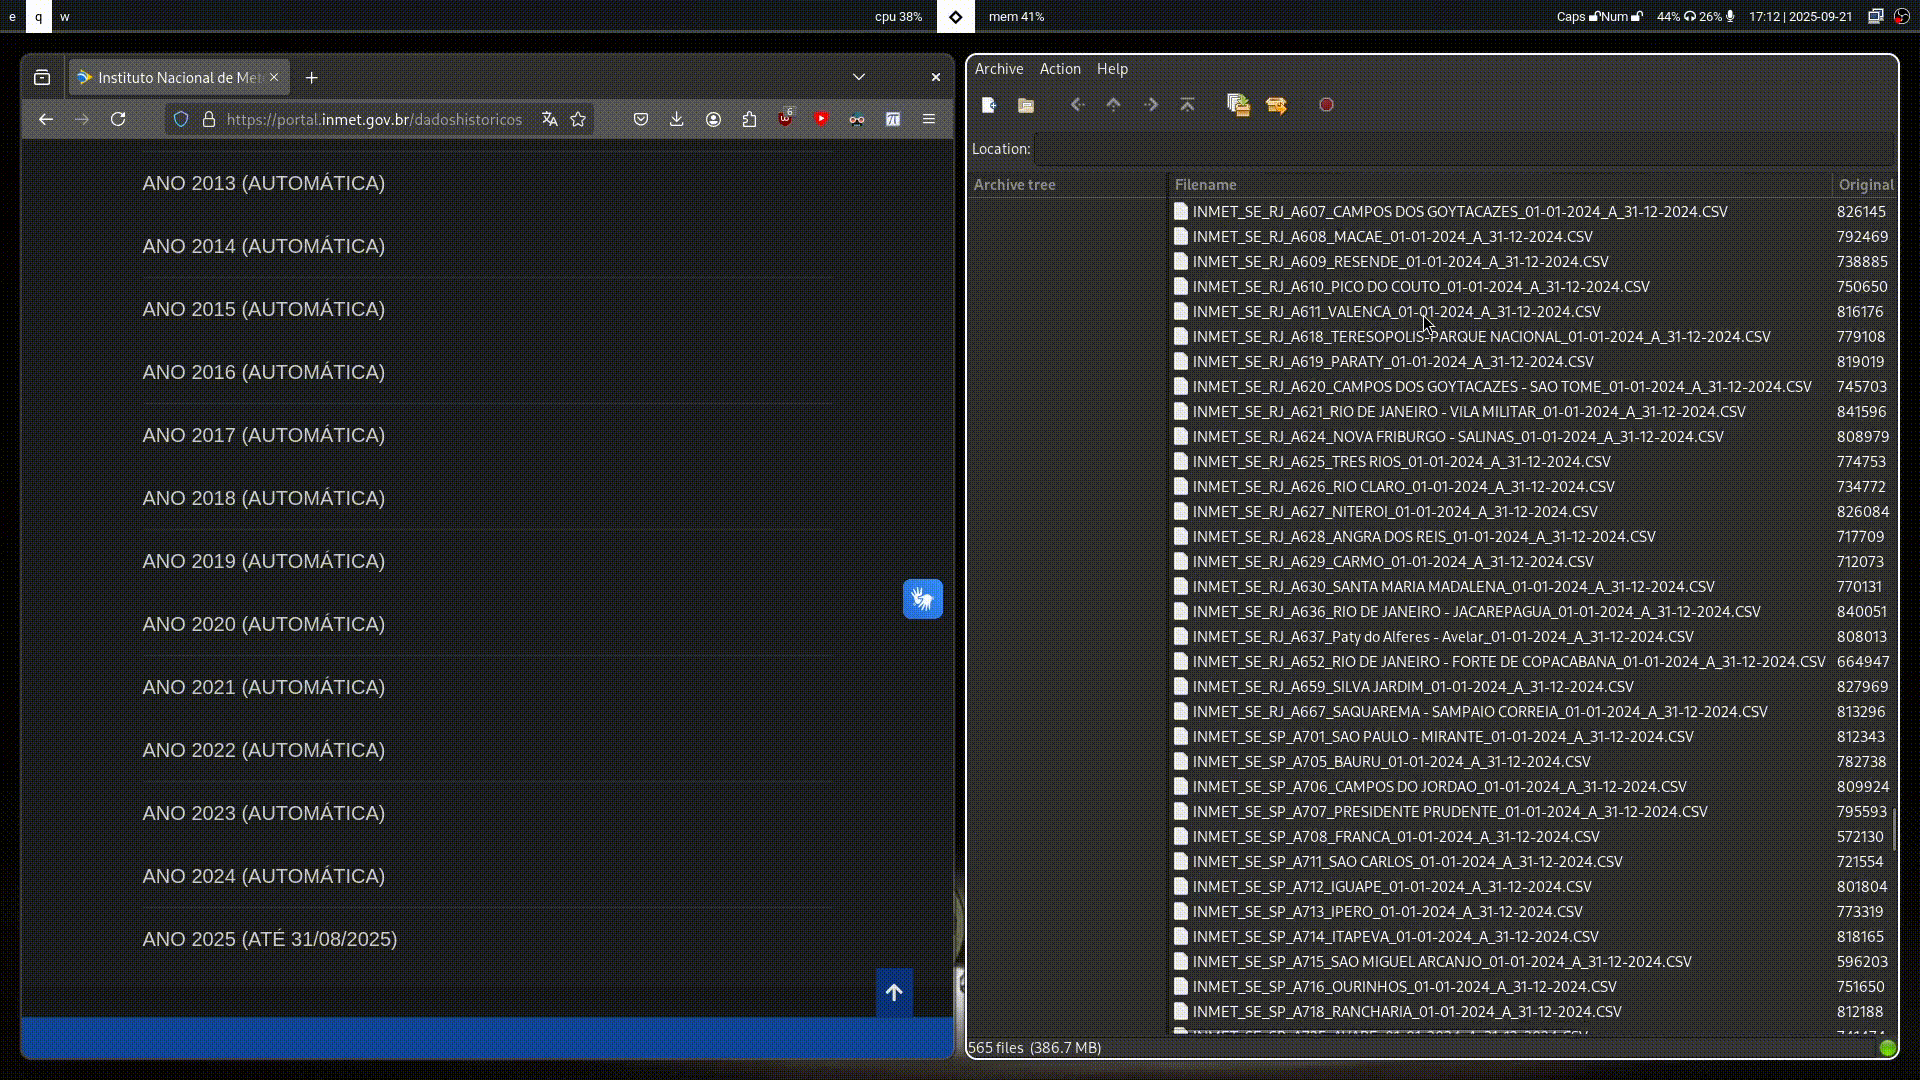 e q w
cpu 38%
mem 41%
Caps Num 44% 26% 17:12 | 2025-09-21
Instituto Nacional de Met
https://portal.inmet.gov.br/dadoshistoricos
6
ANO 2013 (AUTOMÁTICA)
ANO 2014 (AUTOMÁTICA)
ANO 2015 (AUTOMÁTICA)
ANO 2016 (AUTOMÁTICA)
ANO 2017 (AUTOMÁTICA)
ANO 2018 (AUTOMÁTICA)
ANO 2019 (AUTOMÁTICA)
ANO 2020 (AUTOMÁTICA)
ANO 2021 (AUTOMÁTICA)
ANO 2022 (AUTOMÁTICA)
ANO 2023 (AUTOMÁTICA)
ANO 2024 (AUTOMÁTICA)
ANO 2025 (ATÉ 31/08/2025)
Archive Action Help
Location:
Archive tree Filename Original
INMET_SE_RJ_A607_CAMPOS DOS GOYTACAZES_01-01-2024_A_31-12-2024.CSV 826145
INMET_SE_RJ_A608_MACAE_01-01-2024_A_31-12-2024.CSV 792469
INMET_SE_RJ_A609_RESENDE_01-01-2024_A_31-12-2024.CSV 738885
INMET_SE_RJ_A610_PICO DO COUTO_01-01-2024_A_31-12-2024.CSV 750650
INMET_SE_RJ_A611_VALENCA_01-01-2024_A_31-12-2024.CSV 816176
INMET_SE_RJ_A618_TERESOPOLIS-PARQUE NACIONAL_01-01-2024_A_31-12-2024.CSV 779108
INMET_SE_RJ_A619_PARATY_01-01-2024_A_31-12-2024.CSV 819019
INMET_SE_RJ_A620_CAMPOS DOS GOYTACAZES - SAO TOME_01-01-2024_A_31-12-2024.CSV 745703
INMET_SE_RJ_A621_RIO DE JANEIRO - VILA MILITAR_01-01-2024_A_31-12-2024.CSV 841596
INMET_SE_RJ_A624_NOVA FRIBURGO - SALINAS_01-01-2024_A_31-12-2024.CSV 808979
INMET_SE_RJ_A625_TRES RIOS_01-01-2024_A_31-12-2024.CSV 774753
INMET_SE_RJ_A626_RIO CLARO_01-01-2024_A_31-12-2024.CSV 734772
INMET_SE_RJ_A627_NITEROI_01-01-2024_A_31-12-2024.CSV 826084
INMET_SE_RJ_A628_ANGRA DOS REIS_01-01-2024_A_31-12-2024.CSV 717709
INMET_SE_RJ_A629_CARMO_01-01-2024_A_31-12-2024.CSV 712073
INMET_SE_RJ_A630_SANTA MARIA MADALENA_01-01-2024_A_31-12-2024.CSV 770131
INMET_SE_RJ_A636_RIO DE JANEIRO - JACAREPAGUA_01-01-2024_A_31-12-2024.CSV 840051
INMET_SE_RJ_A637_Paty do Alferes - Avelar_01-01-2024_A_31-12-2024.CSV 808013
INMET_SE_RJ_A652_RIO DE JANEIRO - FORTE DE COPACABANA_01-01-2024_A_31-12-2024.CSV 664947
INMET_SE_RJ_A659_SILVA JARDIM_01-01-2024_A_31-12-2024.CSV 827969
INMET_SE_RJ_A667_SAQUAREMA - SAMPAIO CORREIA_01-01-2024_A_31-12-2024.CSV 813296
INMET_SE_SP_A701_SAO PAULO - MIRANTE_01-01-2024_A_31-12-2024.CSV 812343
INMET_SE_SP_A705_BAURU_01-01-2024_A_31-12-2024.CSV 782738
INMET_SE_SP_A706_CAMPOS DO JORDAO_01-01-2024_A_31-12-2024.CSV 809924
INMET_SE_SP_A707_PRESIDENTE PRUDENTE_01-01-2024_A_31-12-2024.CSV 795593
INMET_SE_SP_A708_FRANCA_01-01-2024_A_31-12-2024.CSV 572130
INMET_SE_SP_A711_SAO CARLOS_01-01-2024_A_31-12-2024.CSV 721554
INMET_SE_SP_A712_IGUAPE_01-01-2024_A_31-12-2024.CSV 801804
INMET_SE_SP_A713_IPERO_01-01-2024_A_31-12-2024.CSV 773319
INMET_SE_SP_A714_ITAPEVA_01-01-2024_A_31-12-2024.CSV 818165
INMET_SE_SP_A715_SAO MIGUEL ARCANJO_01-01-2024_A_31-12-2024.CSV 596203
INMET_SE_SP_A716_OURINHOS_01-01-2024_A_31-12-2024.CSV 751650
INMET_SE_SP_A718_RANCHARIA_01-01-2024_A_31-12-2024.CSV 812188
565 files (386.7 MB)